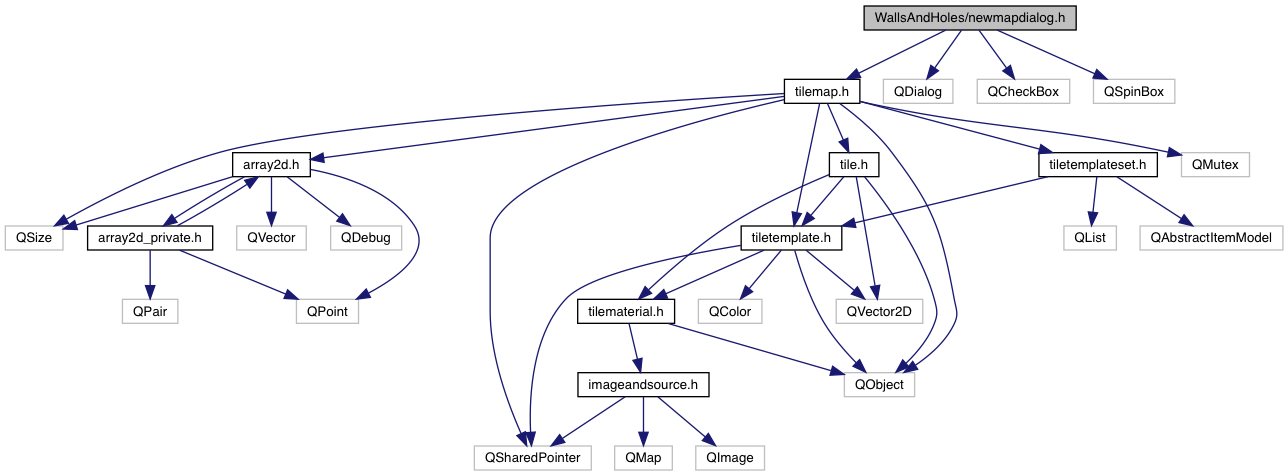 WallsAndHoles/newmapdialog.h
tilemap.h
QDialog
QCheckBox
QSpinBox
array2d.h
tile.h
tiletemplateset.h
QMutex
QSize
array2d_private.h
QVector
QDebug
tiletemplate.h
QList
QAbstractItemModel
QPair
QPoint
tilematerial.h
QColor
QVector2D
imageandsource.h
QObject
QSharedPointer
QMap
QImage